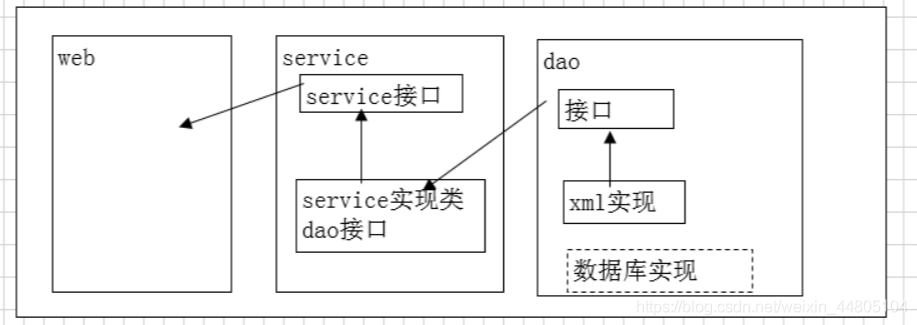 web
service
service接口
service实现类
dao接口
dao
接口
xml实现
数据库实现
https://blog.csdn.net/weixin_44805104